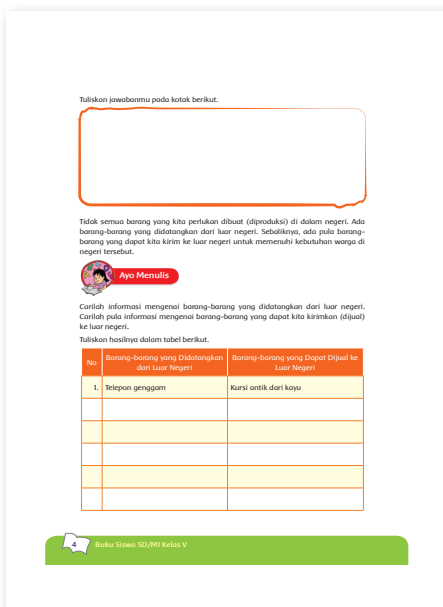 Tuliskan jawabanmu pada kotak berikut.
Tidak semua barang yang kita perlukan dibuat (diproduksi) di dalam negeri. Ada
barang-barang yang didatangkan dari luar negeri. Sebaliknya, ada pula barang-
barang yang dapat kita kirim ke luar negeri untuk memenuhi kebutuhan warga di
negeri tersebut.
Ayo Menulis
Carilah informasi mengenai barang-barang yang didatangkan dari luar negeri.
Carilah pula informasi mengenai barang-barang yang dapat kita kirimkan (dijual)
ke luar negeri.
Tuliskan hasilnya dalam tabel berikut.
No
Barang-barang yang Didatangkan
dari Luar Negeri
Barang-barang yang Dapat Dijual ke
Luar Negeri
1.
Telepon genggam
Kursi antik dari kayu
4
Buku Siswa SD/MI Kelas V